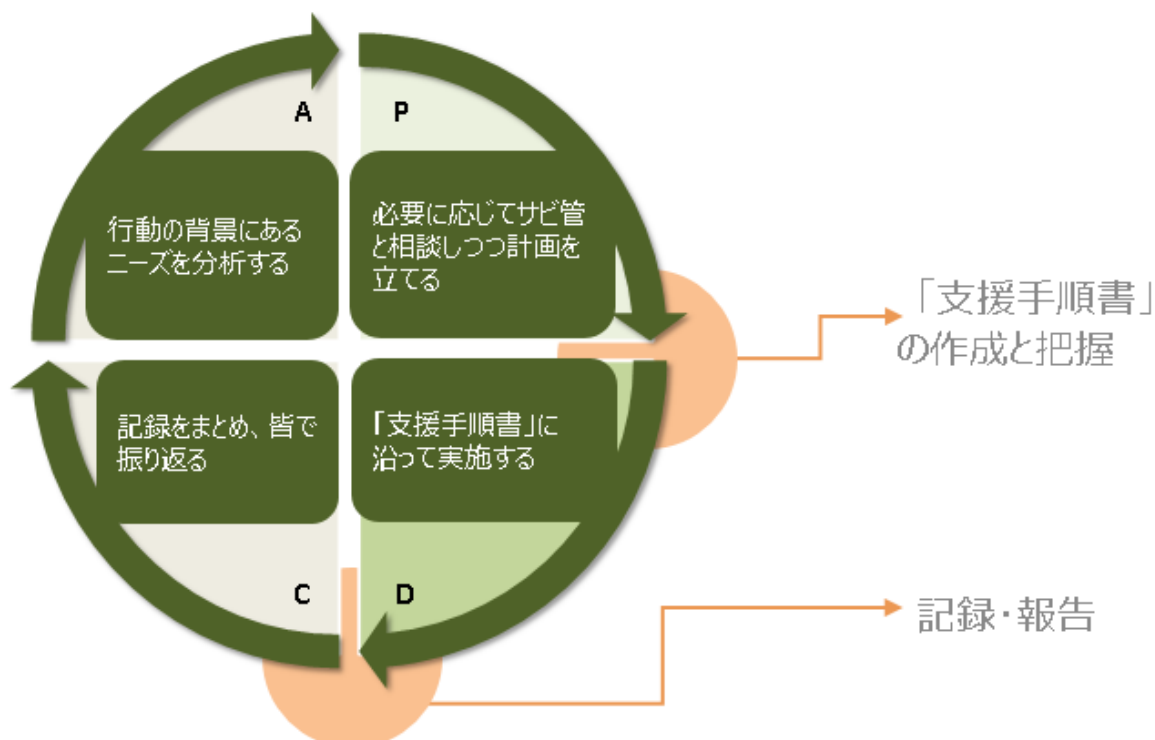 A
P
行動の背景にある
ニーズを分析する
必要に応じてサビ管
と相談しつつ計画を
立てる
「支援手順書」
の作成と把握
記録をまとめ、皆で
振り返る
「支援手順書」に
沿って実施する
C
D
記録・報告